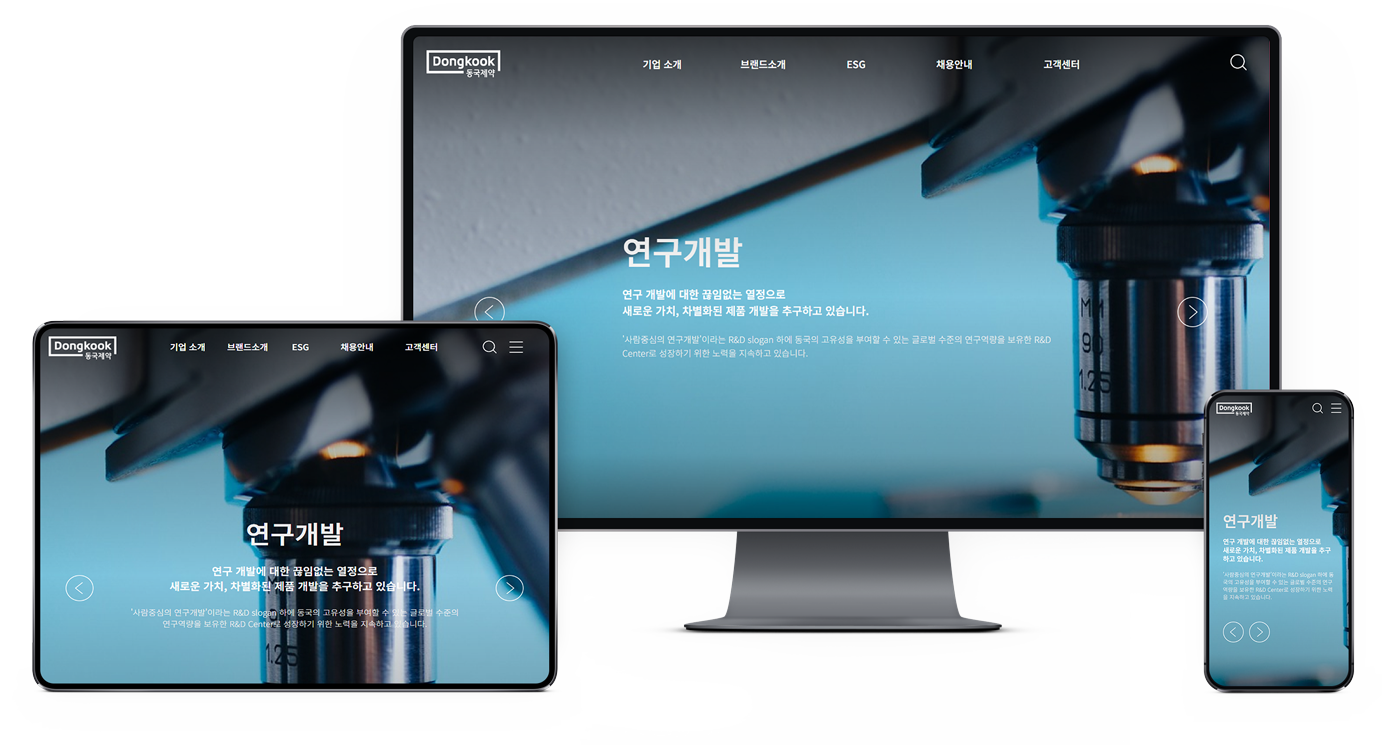 Dongkook
동국제약
기업 소개 브랜드소개 ESG 채용안내 고객센터
연구개발
연구 개발에 대한 끊임없는 열정으로
새로운 가치, 차별화된 제품 개발을 추구하고 있습니다.
'사람중심의 연구개발'이라는 R&D slogan 하에 동국의 고유성을 부여할 수 있는 글로벌 수준의 연구역량을 보유한 R&D
Center로 성장하기 위한 노력을 지속하고 있습니다.
MM
90
1.25
Dongkook
동국제약
기업 소개 브랜드소개 ESG 채용안내 고객센터
연구개발
연구 개발에 대한 끊임없는 열정으로
새로운 가치, 차별화된 제품 개발을 추구하고 있습니다.
'사람중심의 연구개발'이라는 R&D slogan 하에 동국의 고유성을 부여할 수 있는 글로벌 수준의
연구역량을 보유한 R&D Center로 성장하기 위한 노력을 지속하고 있습니다.
1.25
Dongkook
동국제약
연구개발
연구 개발에 대한 끊임없는 열정으로
새로운 가치, 차별화된 제품 개발을 추구
하고 있습니다.
'사람중심의 연구개발'이라는 R&D slogan 하에 동
국의 고유성을 부여할 수 있는 글로벌 수준의 연구
역량을 보유한 R&D Center로 성장하기 위한 노력
을 지속하고 있습니다.